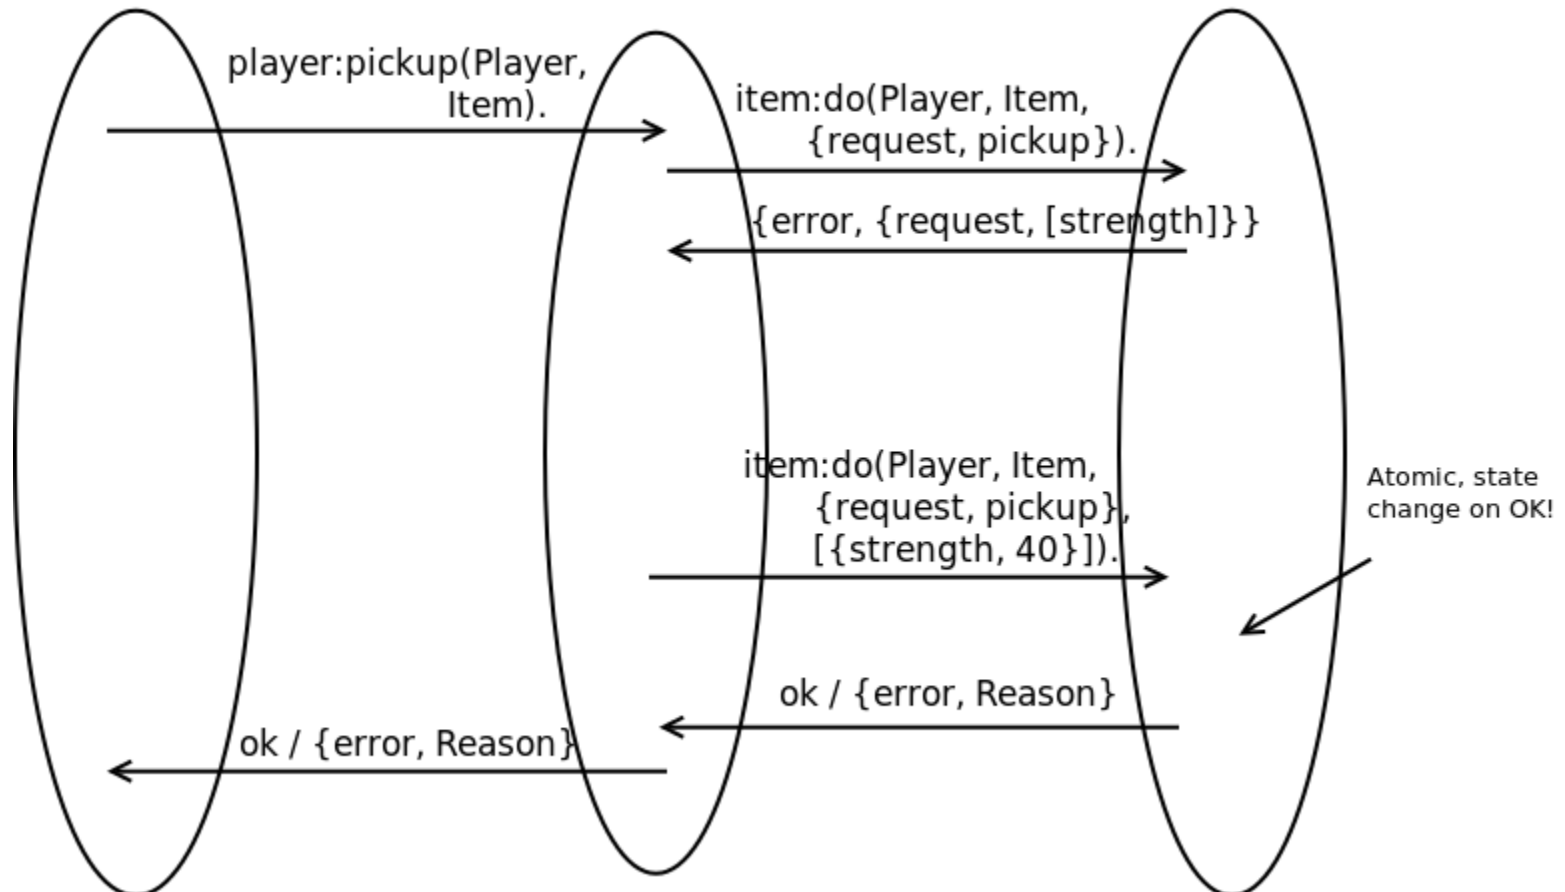 player:pickup(Player,
Item).
item:do(Player, Item,
{request, pickup}).
{error, {request, [strength]}}
item:do(Player, Item,
{request, pickup},
[{strength, 40}]).
Atomic, state
change on OK!
ok / {error, Reason}
ok / {error, Reason}